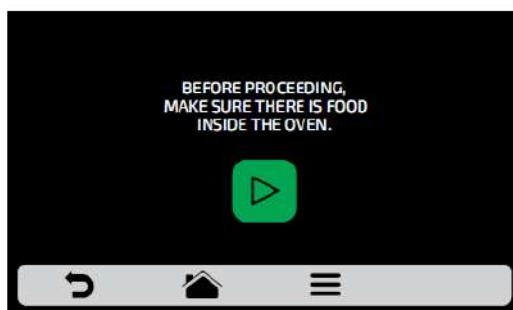 BEFORE PROCEEDING,
MAKE SURE THERE IS FOOD
INSIDE THE OVEN.